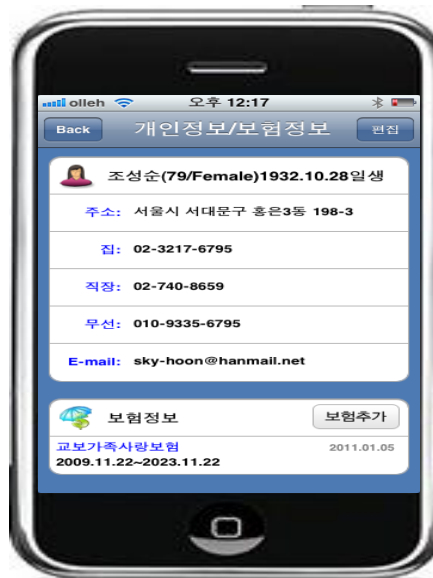 olleh 오후 12:17
Back 개인정보/보험정보 편집
조성순(79/Female)1932.10.28일생
주소: 서울시 서대문구 홍은3동 198-3
집: 02-3217-6795
직장: 02-740-8659
무선: 010-9335-6795
E-mail: sky-hoon@hanmail.net
보험정보 보험추가
교보가족사랑보험 2011.01.05
2009.11.22~2023.11.22